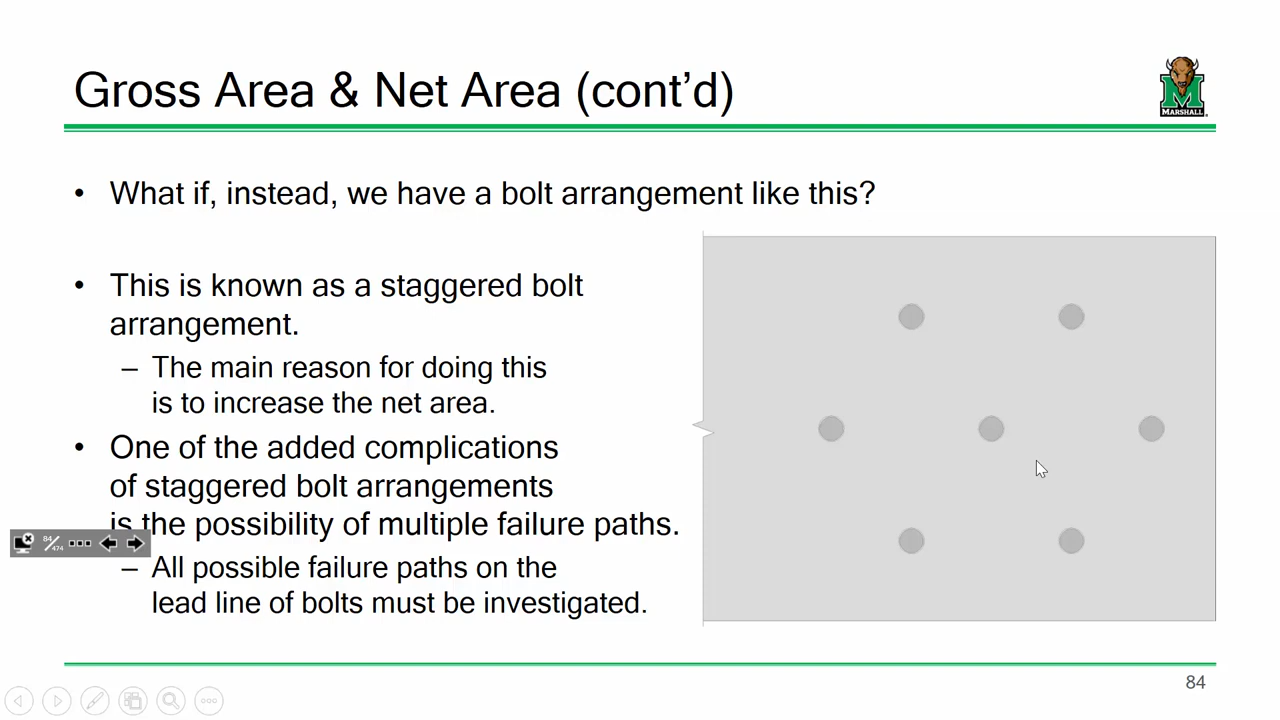 Gross Area & Net Area (cont’d)
MARSHALL
• What if, instead, we have a bolt arrangement like this?
• This is known as a staggered bolt
arrangement.
– The main reason for doing this
is to increase the net area.
• One of the added complications
of staggered bolt arrangements
is the possibility of multiple failure paths.
84/474
– All possible failure paths on the
lead line of bolts must be investigated.
84